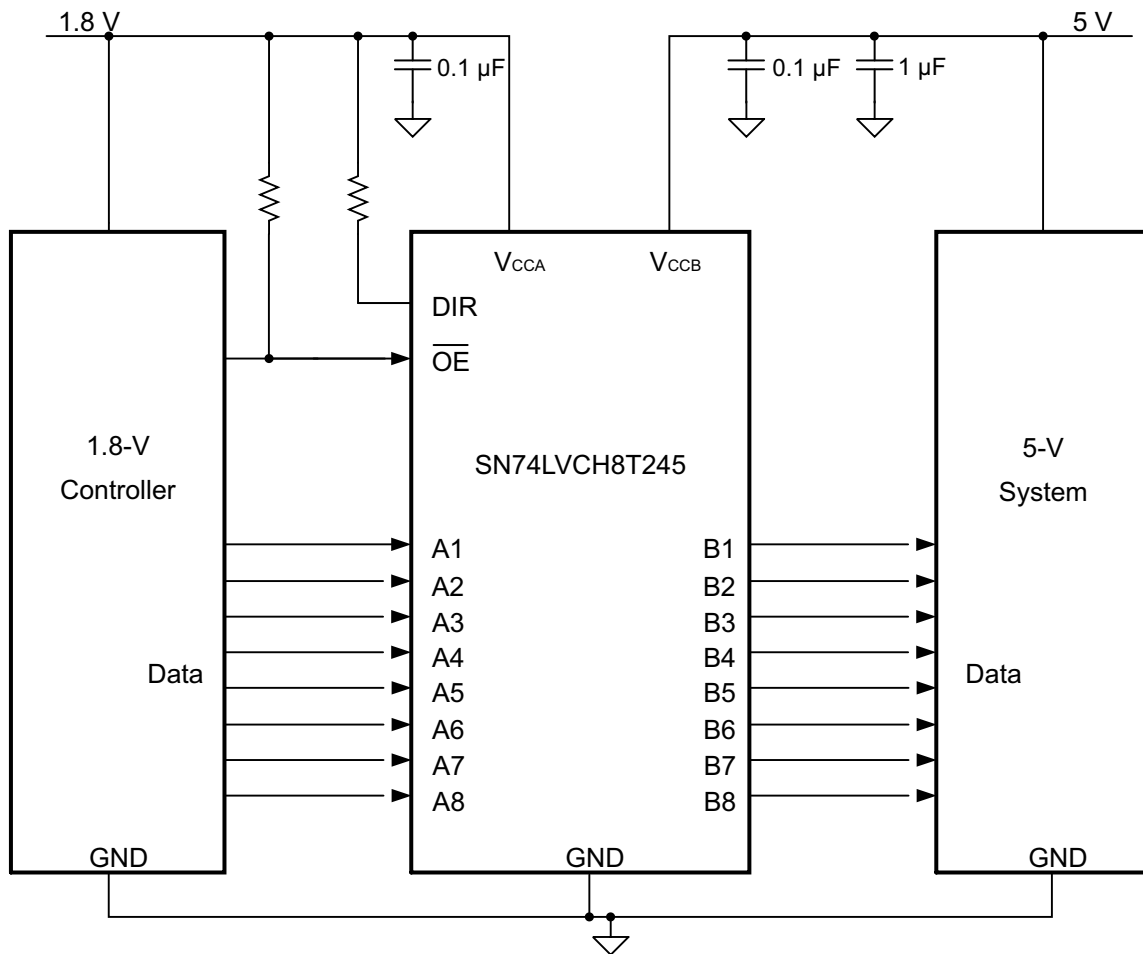 1.8 V
5 V
0.1 µF
0.1 µF
1 µF
VCCA
VCCB
DIR
OE
1.8-V
Controller
SN74LVCH8T245
5-V
System
A1
B1
A2
B2
A3
B3
A4
B4
Data
A5
B5
Data
A6
B6
A7
B7
A8
B8
GND
GND
GND